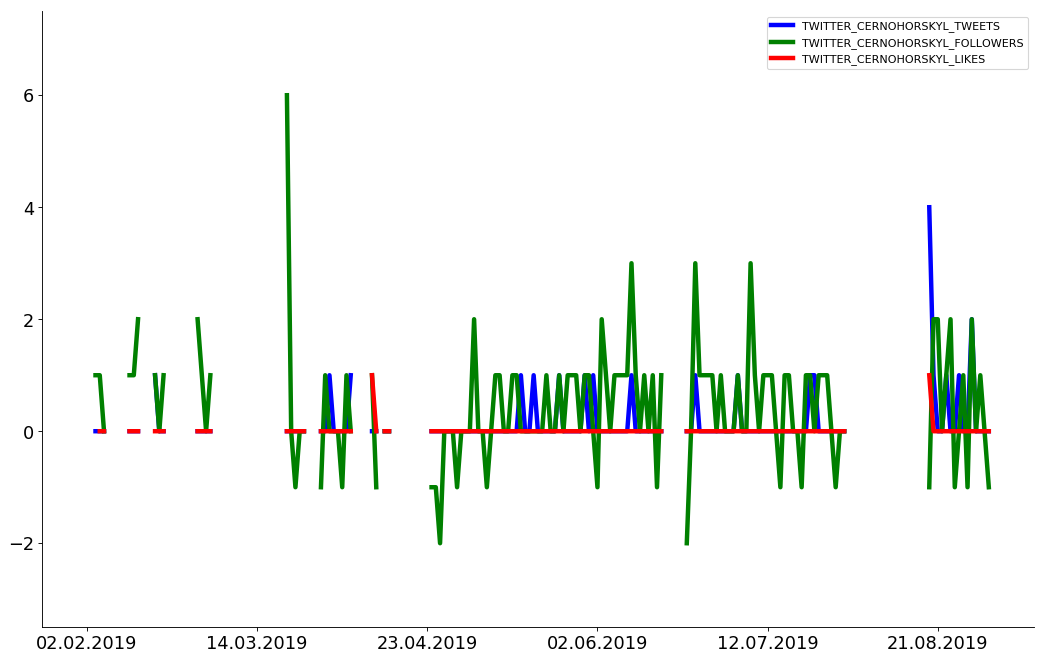 TWITTER_CERNOHORSKYL_TWEETS
TWITTER_CERNOHORSKYL_FOLLOWERS
TWITTER_CERNOHORSKYL_LIKES
6
4
2
0
−2
02.02.2019 14.03.2019 23.04.2019 02.06.2019 12.07.2019 21.08.2019